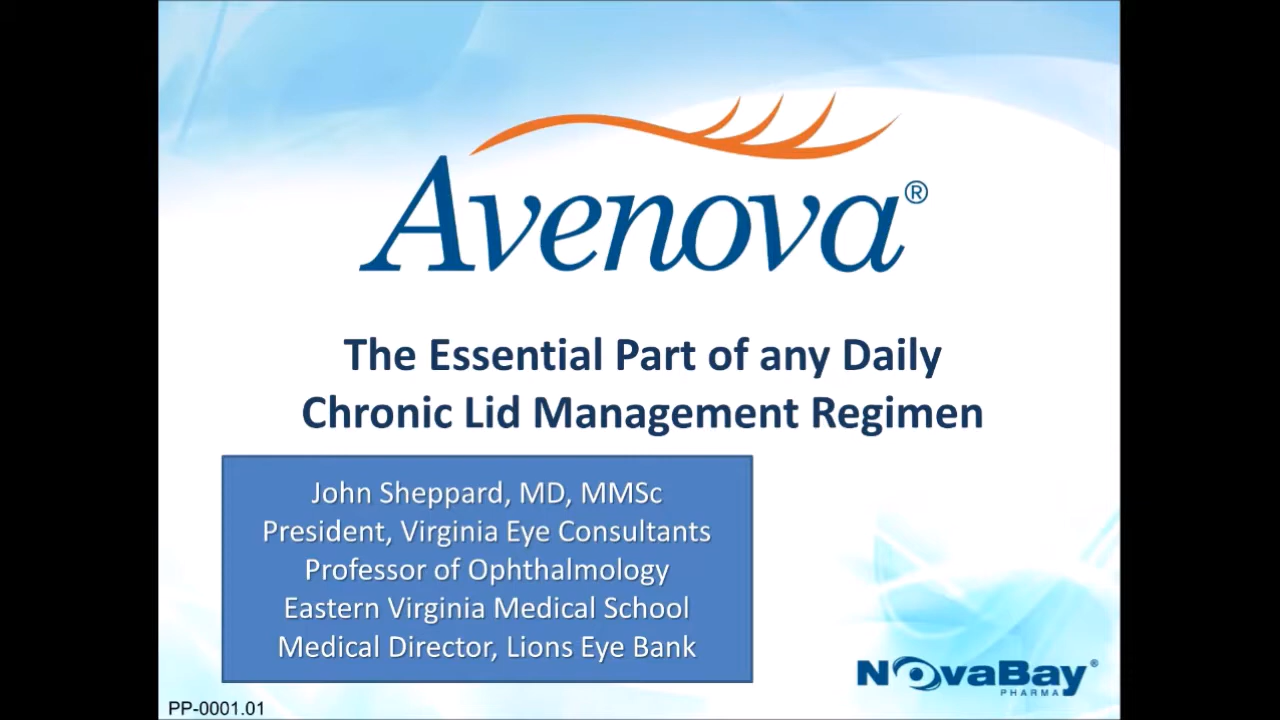 Avenova®
The Essential Part of any Daily
Chronic Lid Management Regimen
John Sheppard, MD, MMSc
President, Virginia Eye Consultants
Professor of Ophthalmology
Eastern Virginia Medical School
Medical Director, Lions Eye Bank
NovaBay®
PHARMA
PP-0001.01